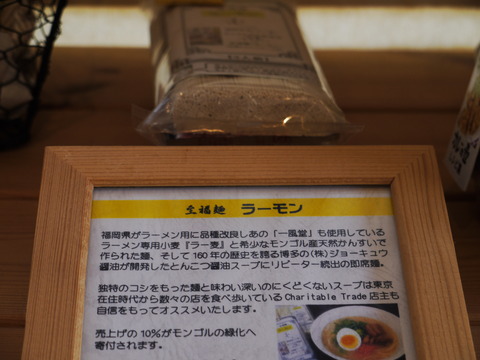 至福麺 ラーモン
福岡県がラーメン用に品種改良しあの「一風堂」も使用している
ラーメン専用小麦『ラー麦』と希少なモンゴル産天然かんすいで
作られた麺、そして160年の歴史を誇る博多の(株)ジョーキュウ
醤油が開発したとんこつ醤油スープにリピーター続出の即席麺。
独特のコシをもった麺と味わい深いのにくどくないスープは東京
在住時代から数々の店を食べ歩いているCharitable Trade店主も
自信をもってオススメいたします。
売上げの10%がモンゴルの緑化へ
寄付されます。